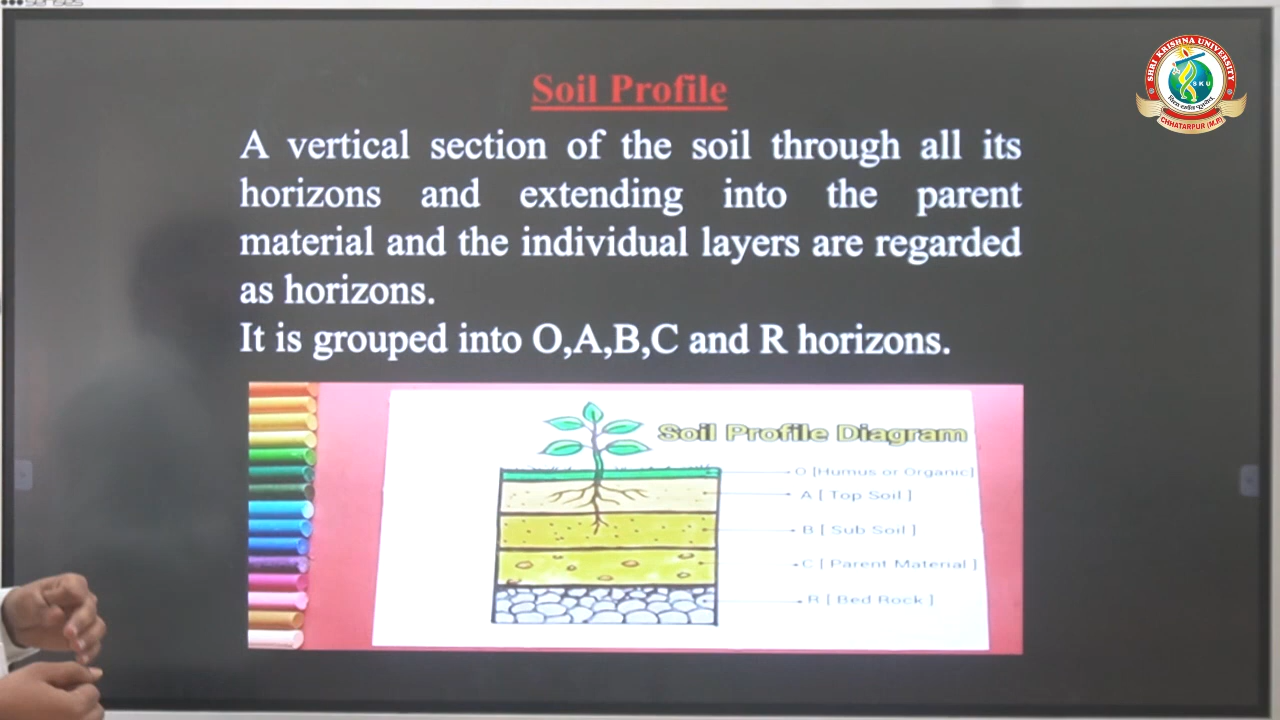 senses
SHRI KRISHNA UNIVERSITY
SKU
CHHATARPUR (M.P.)
Soil Profile
A vertical section of the soil through all its
horizons and extending into the parent
material and the individual layers are regarded
as horizons.
It is grouped into O,A,B,C and R horizons.
Soil Profile Diagram
O [Humus or Organic]
A [ Top Soil ]
B [ Sub Soil ]
C [ Parent Material ]
R [ Bed Rock ]